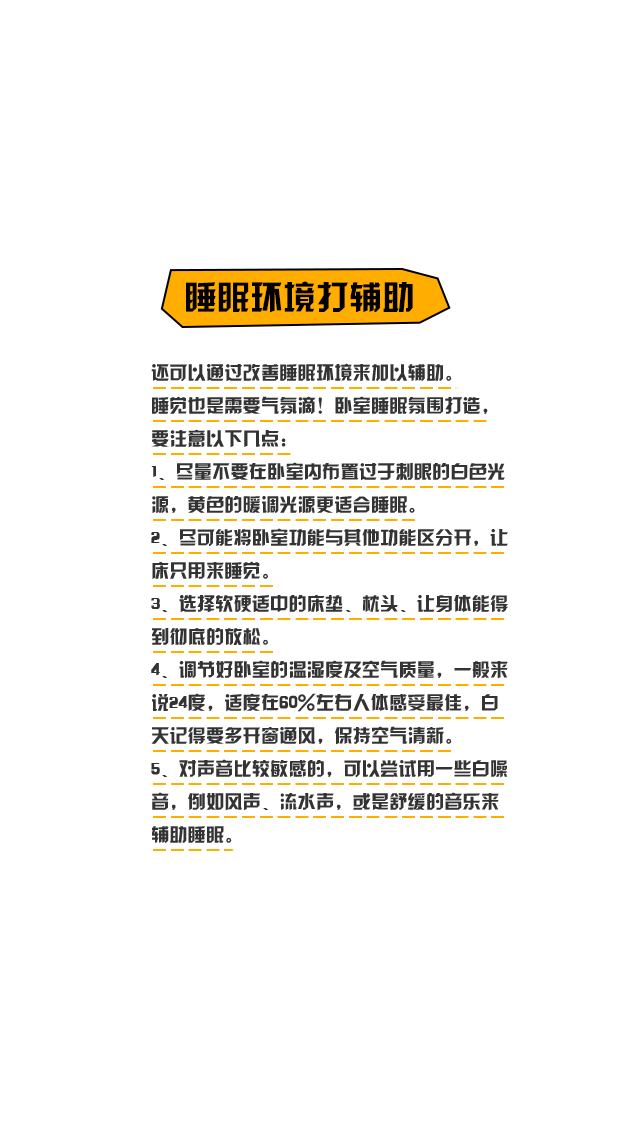 睡眠环境打辅助
还可以通过改善睡眠环境来加以辅助。
睡觉也是需要气氛滴！卧室睡眠氛围打造，
要注意以下几点：
1、尽量不要在卧室内布置过于刺眼的白色光
源，黄色的暖调光源更适合睡眠。
2、尽可能将卧室功能与其他功能区分开，让
床只用来睡觉。
3、选择软硬适中的床垫、枕头、让身体能得
到彻底的放松。
4、调节好卧室的温湿度及空气质量，一般来
说24度，适度在60%左右人体感受最佳，白
天记得要多开窗通风，保持空气清新。
5、对声音比较敏感的，可以尝试用一些白噪
音，例如风声、流水声，或是舒缓的音乐来
辅助睡眠。